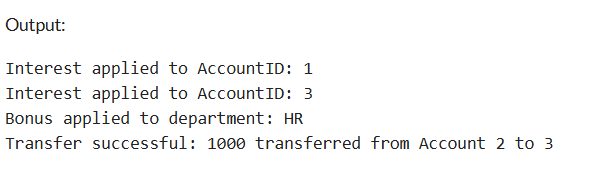 Output:
Interest applied to AccountID: 1
Interest applied to AccountID: 3
Bonus applied to department: HR
Transfer successful: 1000 transferred from Account 2 to 3